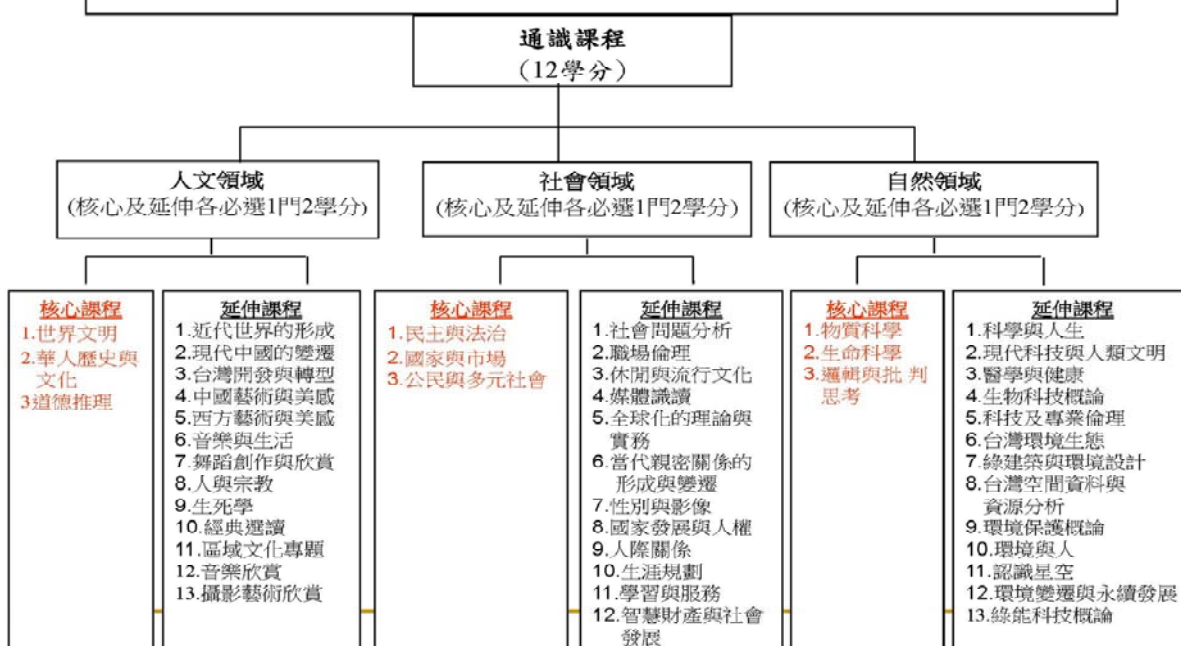 通識課程
（12學分）
人文領域
(核心及延伸各必選1門2學分)
社會領域
(核心及延伸各必選1門2學分)
自然領域
(核心及延伸各必選1門2學分)
核心課程
1.世界文明
2.華人歷史與
文化
3道德推理
延伸課程
1.近代世界的形成
2.現代中國的變遷
3.台灣開發與轉型
4.中國藝術與美感
5.西方藝術與美感
6.音樂與生活
7.舞蹈創作與欣賞
8.人與宗教
9.生死學
10.經典選讀
11.區域文化專題
12.音樂欣賞
13.攝影藝術欣賞
核心課程
1.民主與法治
2.國家與市場
3.公民與多元社會
延伸課程
1.社會問題分析
2.職場倫理
3.休閒與流行文化
4.媒體識讀
5.全球化的理論與
實務
6.當代親密關係的
形成與變遷
7.性別與影像
8.國家發展與人權
9.人際關係
10.生涯規劃
11.學習與服務
12.智慧財產與社會
發展
核心課程
1.物質科學
2.生命科學
3.邏輯與批 判
思考
延伸課程
1.科學與人生
2.現代科技與人類文明
3.醫學與健康
4.生物科技概論
5.科技及專業倫理
6.台灣環境生態
7.綠建築與環境設計
8.台灣空間資料與
資源分析
9.環境保護概論
10.環境與人
11.認識星空
12.環境變遷與永續發展
13.綠能科技概論